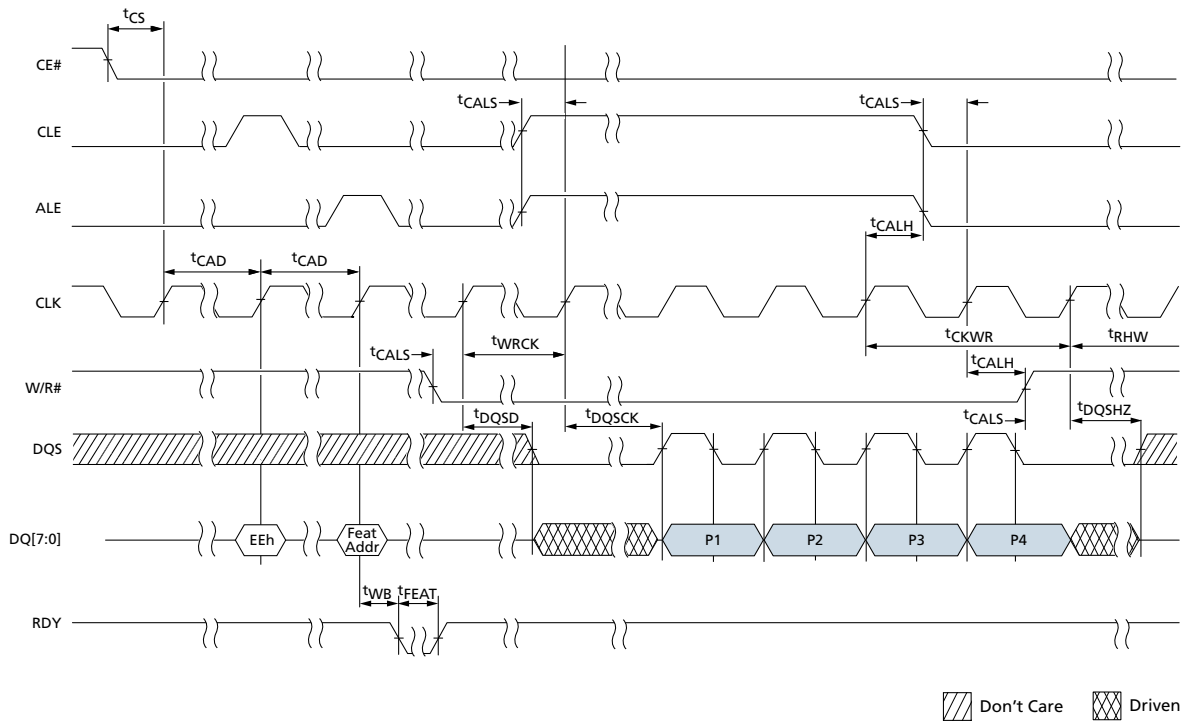 tCS
CE#
tCALS
tCALS
CLE
ALE
tCALH
tCAD
tCAD
CLK
tWRCK
tCKWR
tRHW
tCALS
tCALH
W/R#
tDQSD
tDQSCK
tCALS
tDQSHZ
DQS
DQ[7:0]
EEh
Feat
Addr
P1
P2
P3
P4
tWB
tFEAT
RDY
Don't Care
Driven